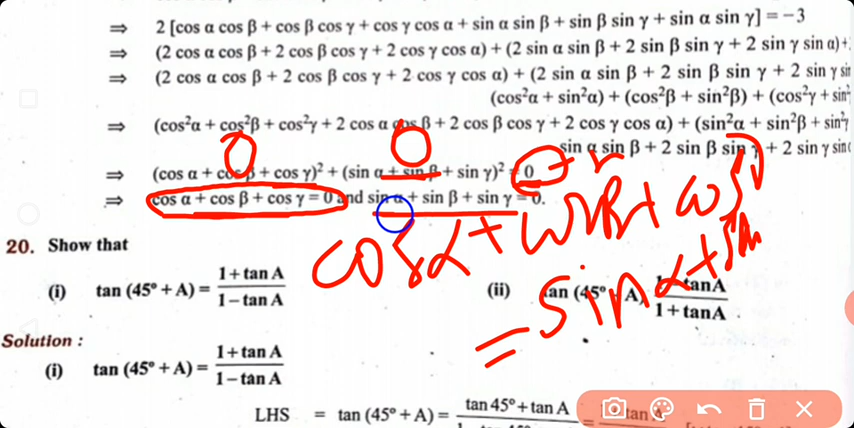 ⇒ 2 [cos α cos β + cos β cos γ + cos γ cos α + sin α sin β + sin β sin γ + sin α sin γ] = −3
⇒ (2 cos α cos β + 2 cos β cos γ + 2 cos γ cos α) + (2 sin α sin β + 2 sin β sin γ + 2 sin γ sin α) +
⇒ (2 cos α cos β + 2 cos β cos γ + 2 cos γ cos α) + (2 sin α sin β + 2 sin β sin γ + 2 sin γ sin
(cos²α + sin²α) + (cos²β + sin²β) + (cos²γ + sin²
⇒ (cos²α + cos²β + cos²γ + 2 cos α cos β + 2 cos β cos γ + 2 cos γ cos α) + (sin²α + sin²β + sin²γ
sin α sin β + 2 sin β sin γ + 2 sin γ sin
⇒ (cos α + cos β + cos γ)² + (sin α + sin β + sin γ)² = 0
⇒ cos α + cos β + cos γ = 0 and sin α + sin β + sin γ = 0.
cos α + cos β + cos
= sin α + sin
20. Show that
(i) tan (45° + A) = 1 + tan A / 1 − tan A
(ii) tan (45° A) tan A / 1 + tan A
Solution :
(i) tan (45° + A) = 1 + tan A / 1 − tan A
LHS = tan (45° + A) = tan 45° + tan A